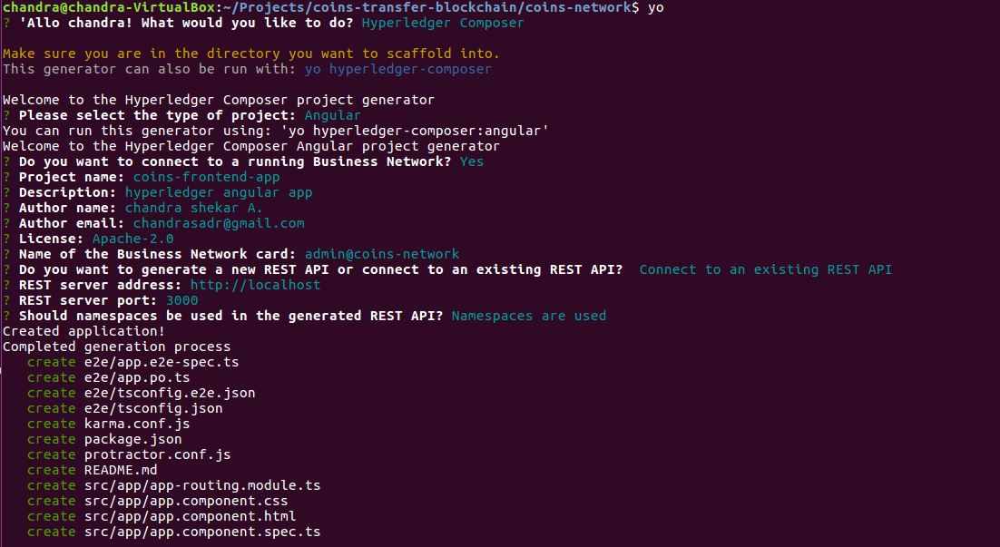 chandra@chandra-VirtualBox:~/Projects/coins-transfer-blockchain/coins-network$ yo
? 'Allo chandra! What would you like to do? Hyperledger Composer
Make sure you are in the directory you want to scaffold into.
This generator can also be run with: yo hyperledger-composer
Welcome to the Hyperledger Composer project generator
? Please select the type of project: Angular
You can run this generator using: 'yo hyperledger-composer:angular'
Welcome to the Hyperledger Composer Angular project generator
? Do you want to connect to a running Business Network? Yes
? Project name: coins-frontend-app
? Description: hyperledger angular app
? Author name: chandra shekar A.
? Author email: chandrasadr@gmail.com
? License: Apache-2.0
? Name of the Business Network card: admin@coins-network
? Do you want to generate a new REST API or connect to an existing REST API?  Connect to an existing REST API
? REST server address: http://localhost
? REST server port: 3000
? Should namespaces be used in the generated REST API? Namespaces are used
Created application!
Completed generation process
   create e2e/app.e2e-spec.ts
   create e2e/app.po.ts
   create e2e/tsconfig.e2e.json
   create e2e/tsconfig.json
   create karma.conf.js
   create package.json
   create protractor.conf.js
   create README.md
   create src/app/app-routing.module.ts
   create src/app/app.component.css
   create src/app/app.component.html
   create src/app/app.component.spec.ts